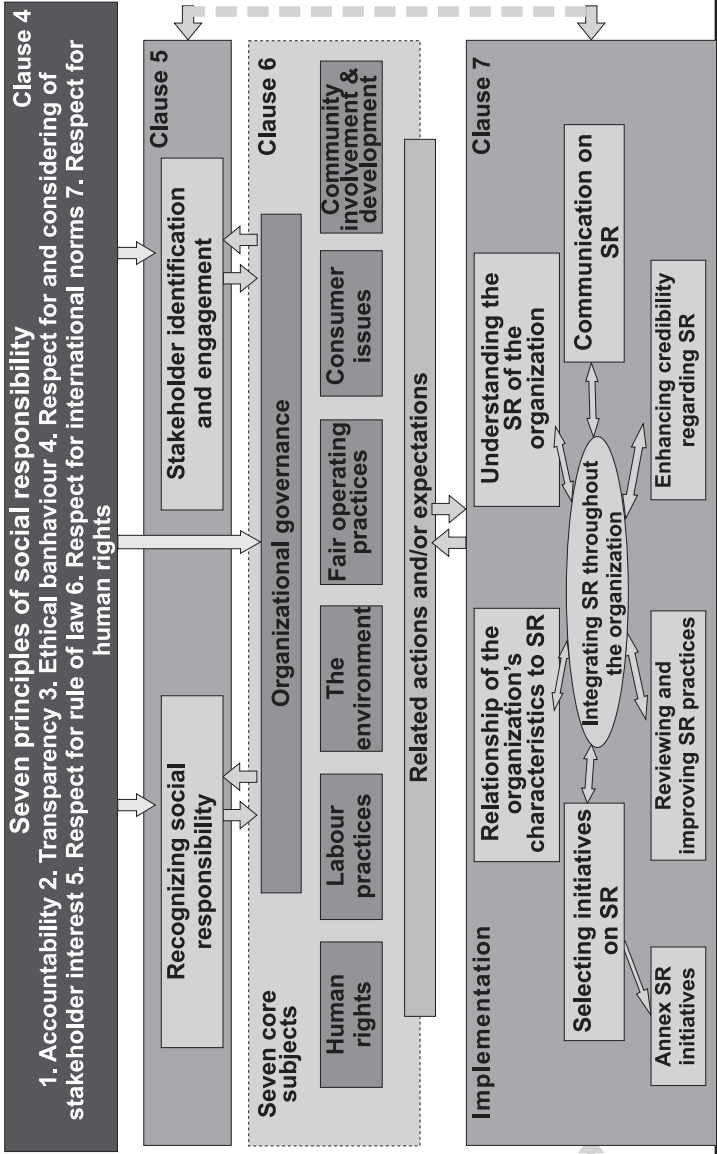 Seven principles of social responsibility
Clause 4
1. Accountability 2. Transparency 3. Ethical banhaviour 4. Respect for and considering of
stakeholder interest 5. Respect for rule of law 6. Respect for international norms 7. Respect for
human rights
Clause 5
Recognizing social
responsibility
Stakeholder identification
and engagement
Clause 6
Seven core
subjects
Organizational governance
Human
rights
Labour
practices
The
environment
Fair operating
practices
Consumer
issues
Community
involvement &
development
Related actions and/or expectations
Implementation
Clause 7
Relationship of the
organization's
characteristics to SR
Understanding the
SR of the
organization
Selecting initiatives
on SR
Integrating SR throughout
the organization
Communication on
SR
Annex SR
initiatives
Reviewing and
improving SR practices
Enhancing credibility
regarding SR